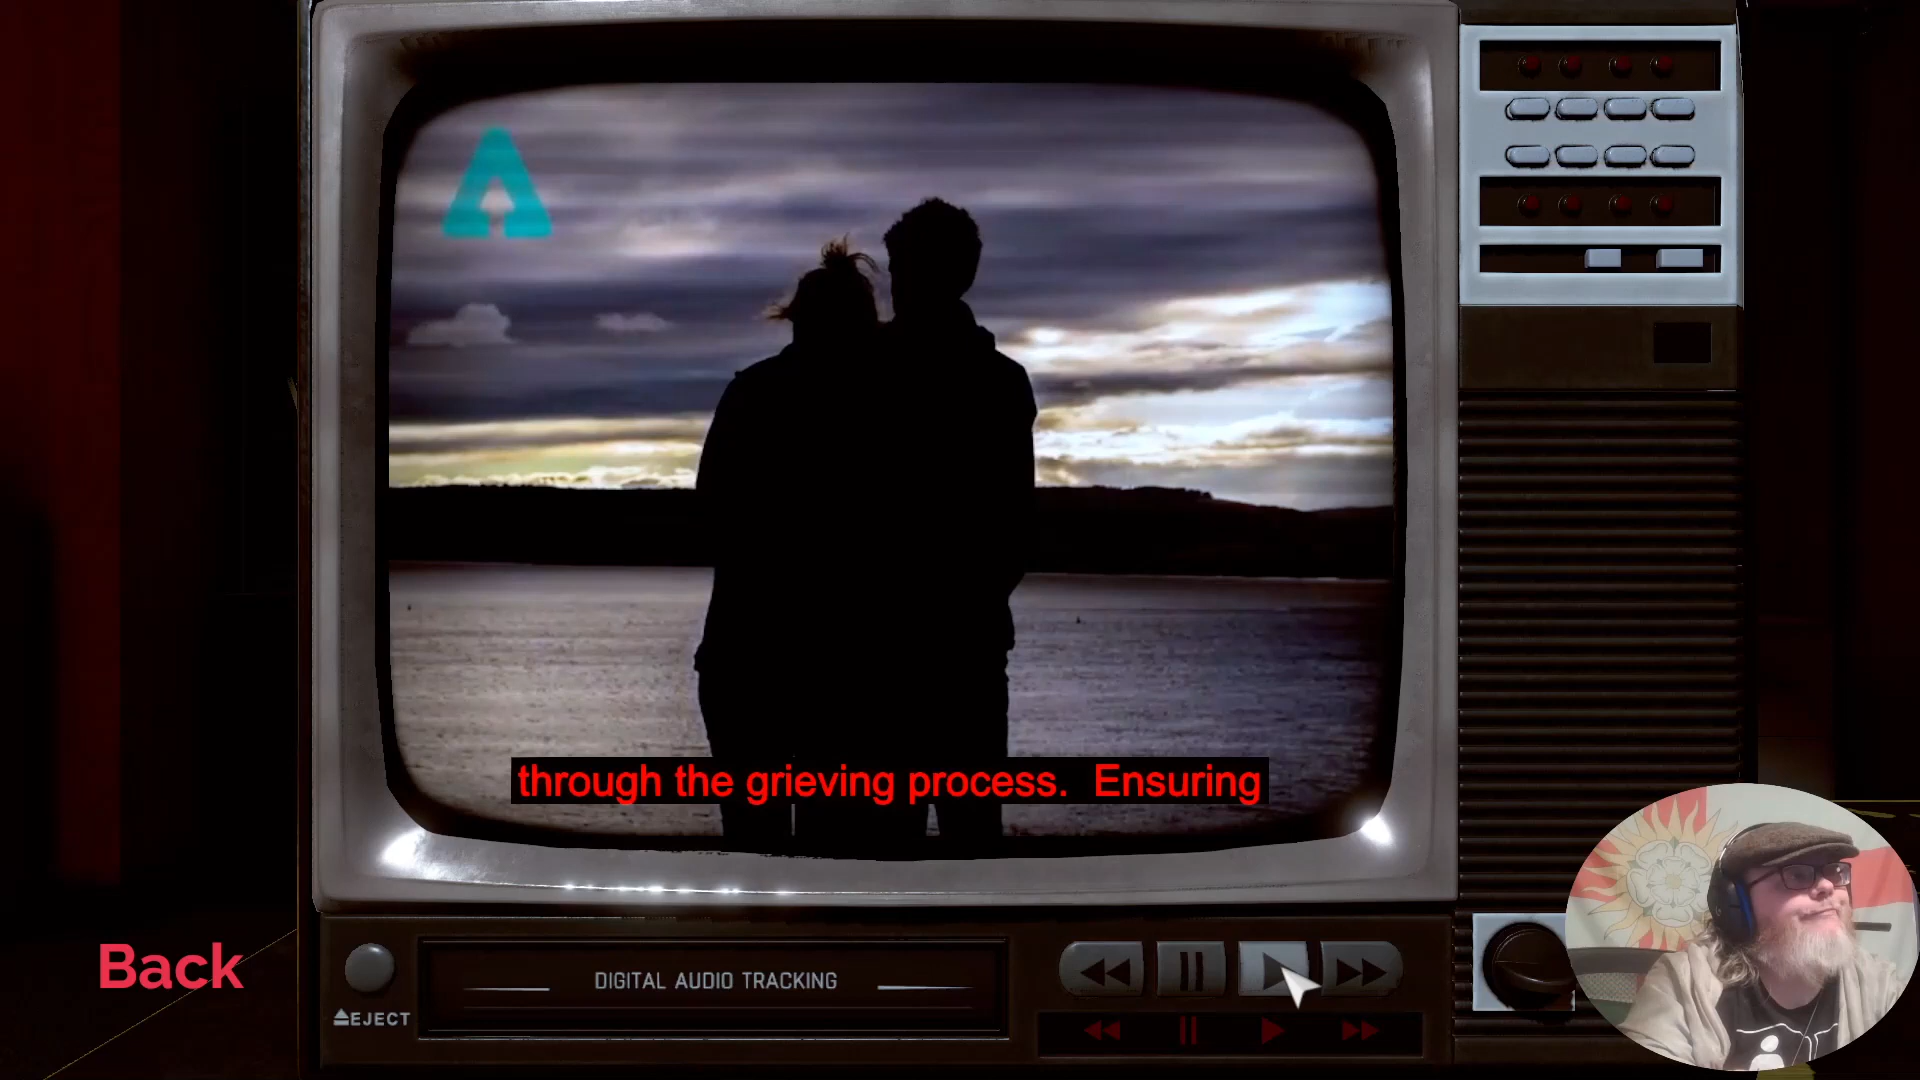 through the grieving process.  Ensuring
Back
DIGITAL AUDIO TRACKING
EJECT